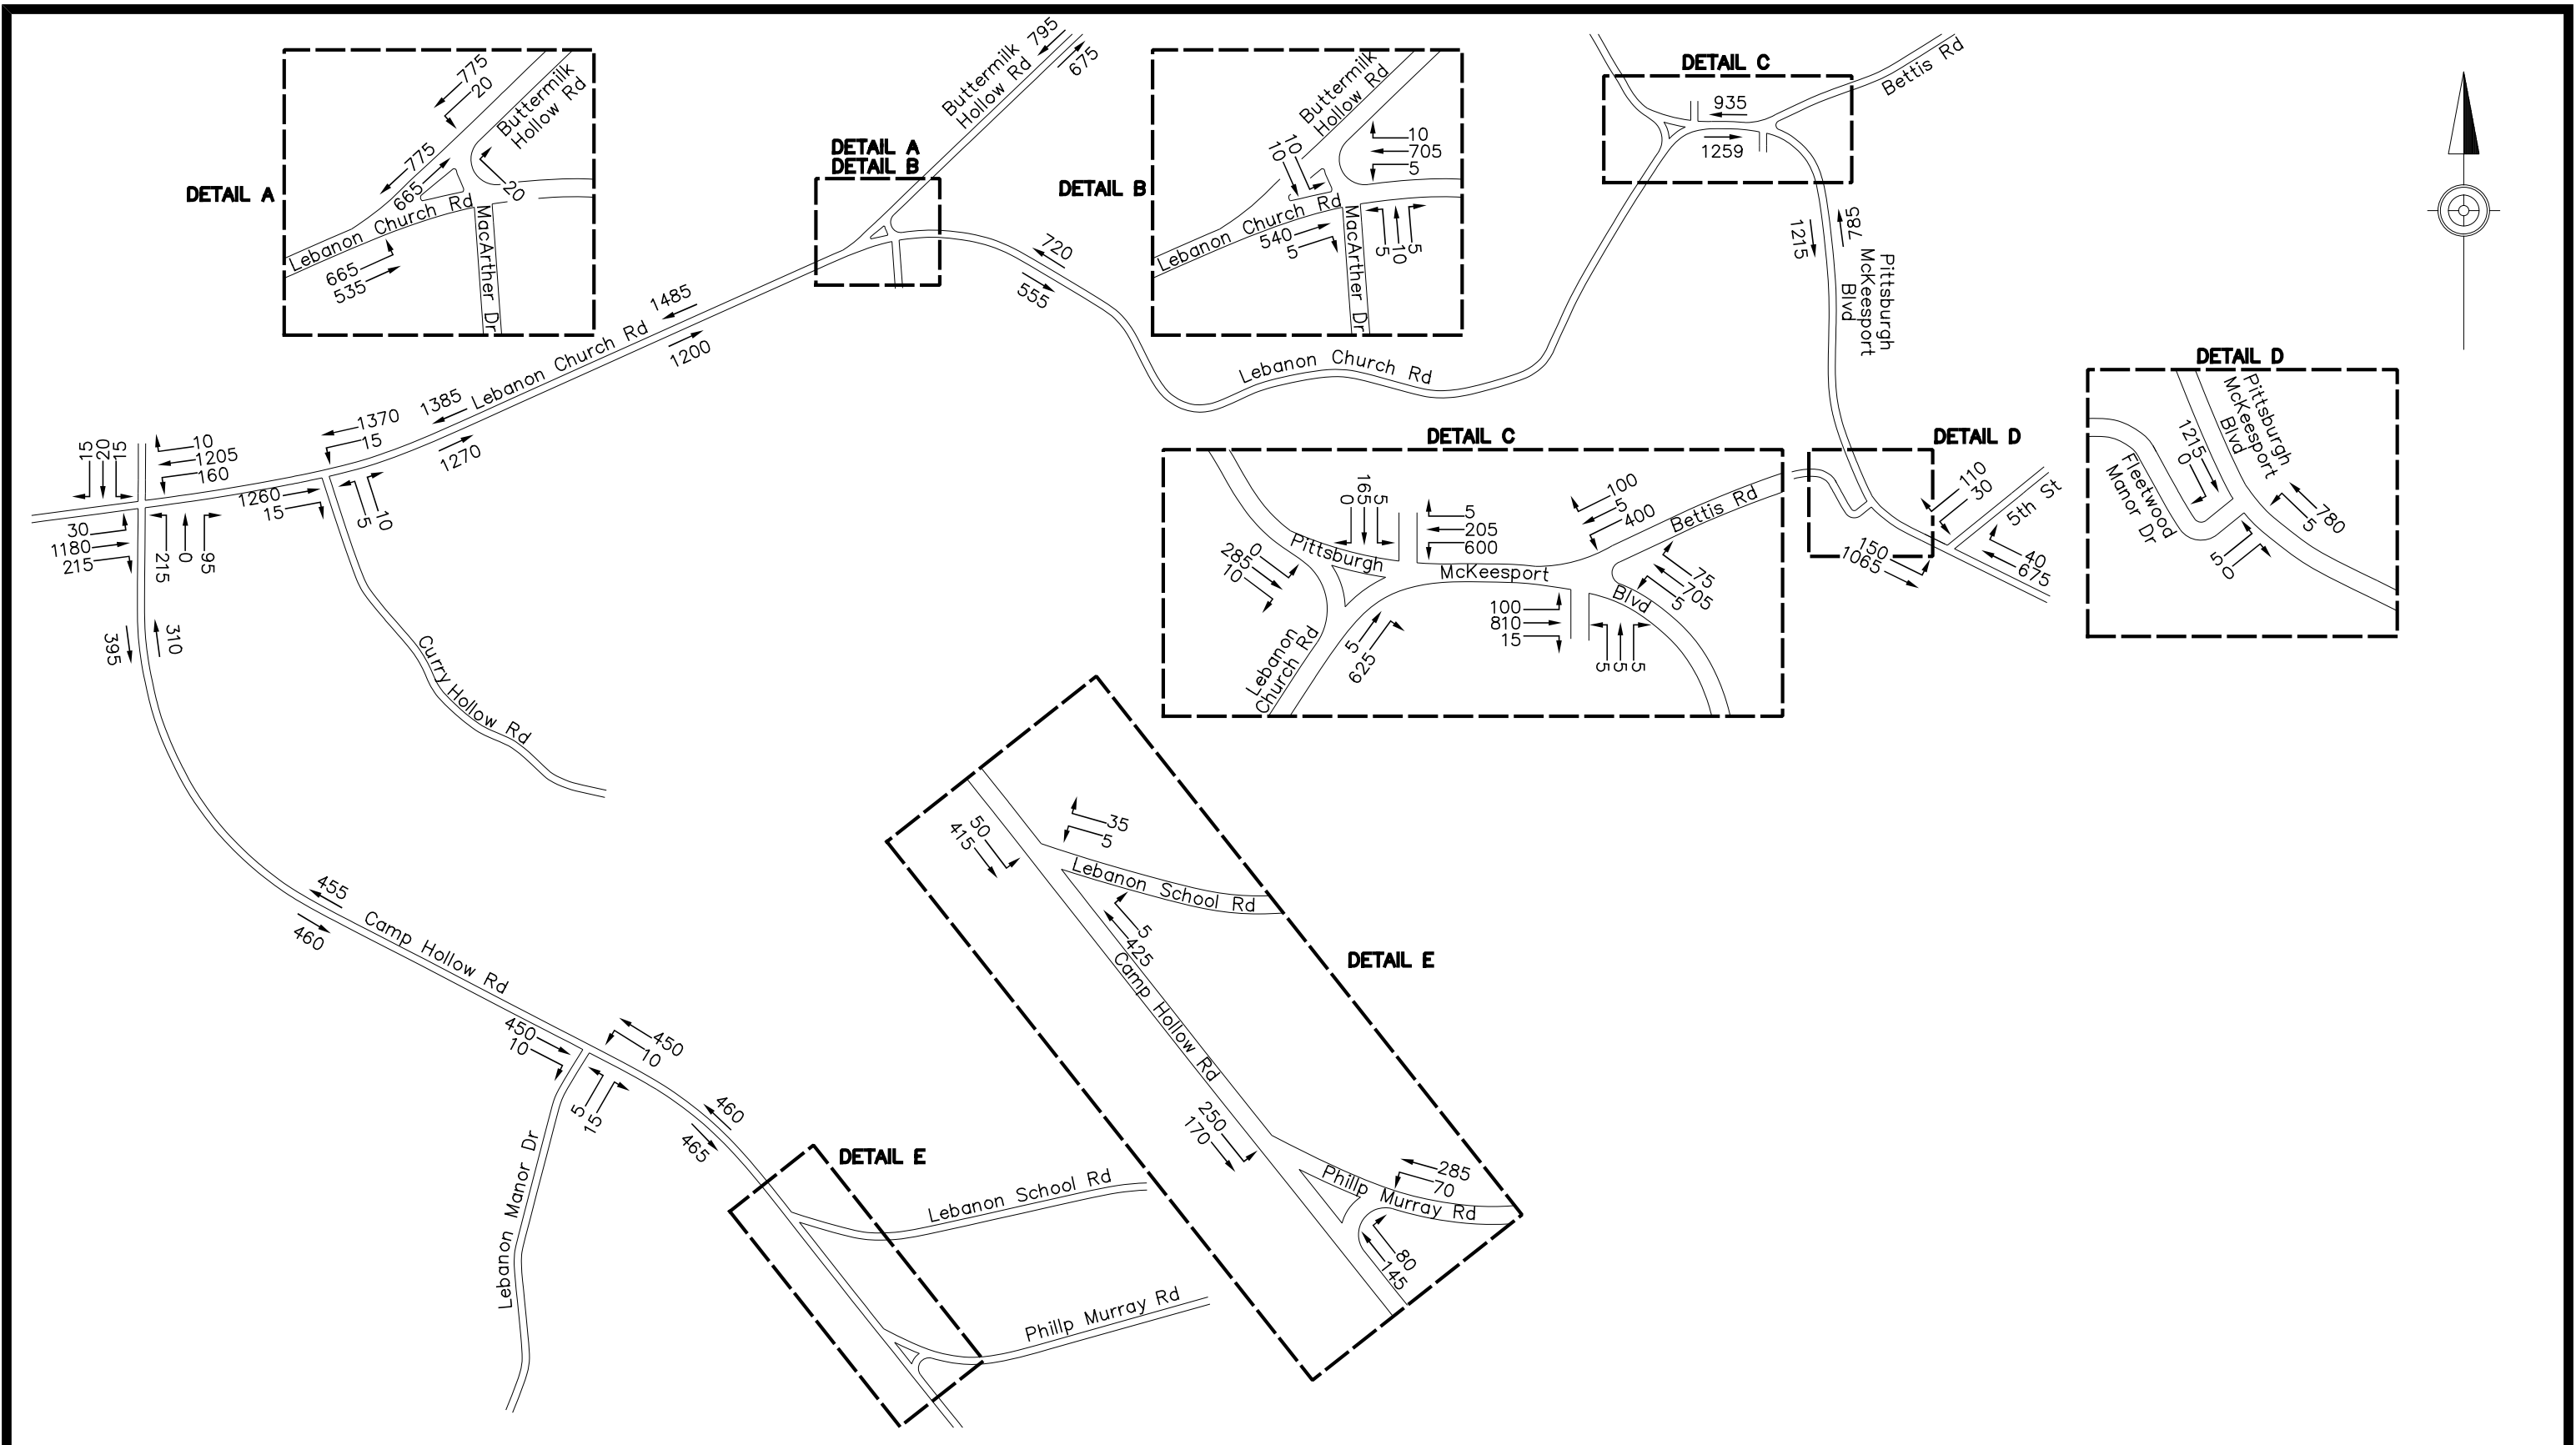 DETAIL A
775
20
Buttermilk
Hollow Rd
775
665
20
Lebanon Church Rd
MacArther Dr
665
535
Buttermilk
Hollow Rd
795
675
DETAIL A
DETAIL B
DETAIL B
Buttermilk
Hollow Rd
10
10
10
705
5
Lebanon Church Rd
540
5
MacArther Dr
5
10
5
DETAIL C
935
1259
Bettis Rd
1215
785
Pittsburgh
McKeesport
Blvd
720
555
Lebanon Church Rd
1485
1200
Lebanon Church Rd
1385
1270
1370
15
1260
15
5
10
15
20
15
10
1205
160
30
1180
215
215
0
95
395
310
Curry Hollow Rd
DETAIL D
Pittsburgh
McKeesport
Blvd
1215
0
Fleetwood
Manor Dr
780
5
5
0
DETAIL D
110
30
5th St
150
1065
40
675
DETAIL C
0
165
5
5
205
600
100
5
400
Bettis Rd
Pittsburgh
McKeesport
Blvd
0
285
10
75
705
5
100
810
15
5
5
5
Lebanon
Church Rd
5
625
455
460
Camp Hollow Rd
450
10
450
10
5
15
Lebanon Manor Dr
460
465
DETAIL E
Lebanon School Rd
Phillp Murray Rd
DETAIL E
50
415
35
5
Lebanon School Rd
5
425
Camp Hollow Rd
250
170
285
70
Phillp Murray Rd
80
145